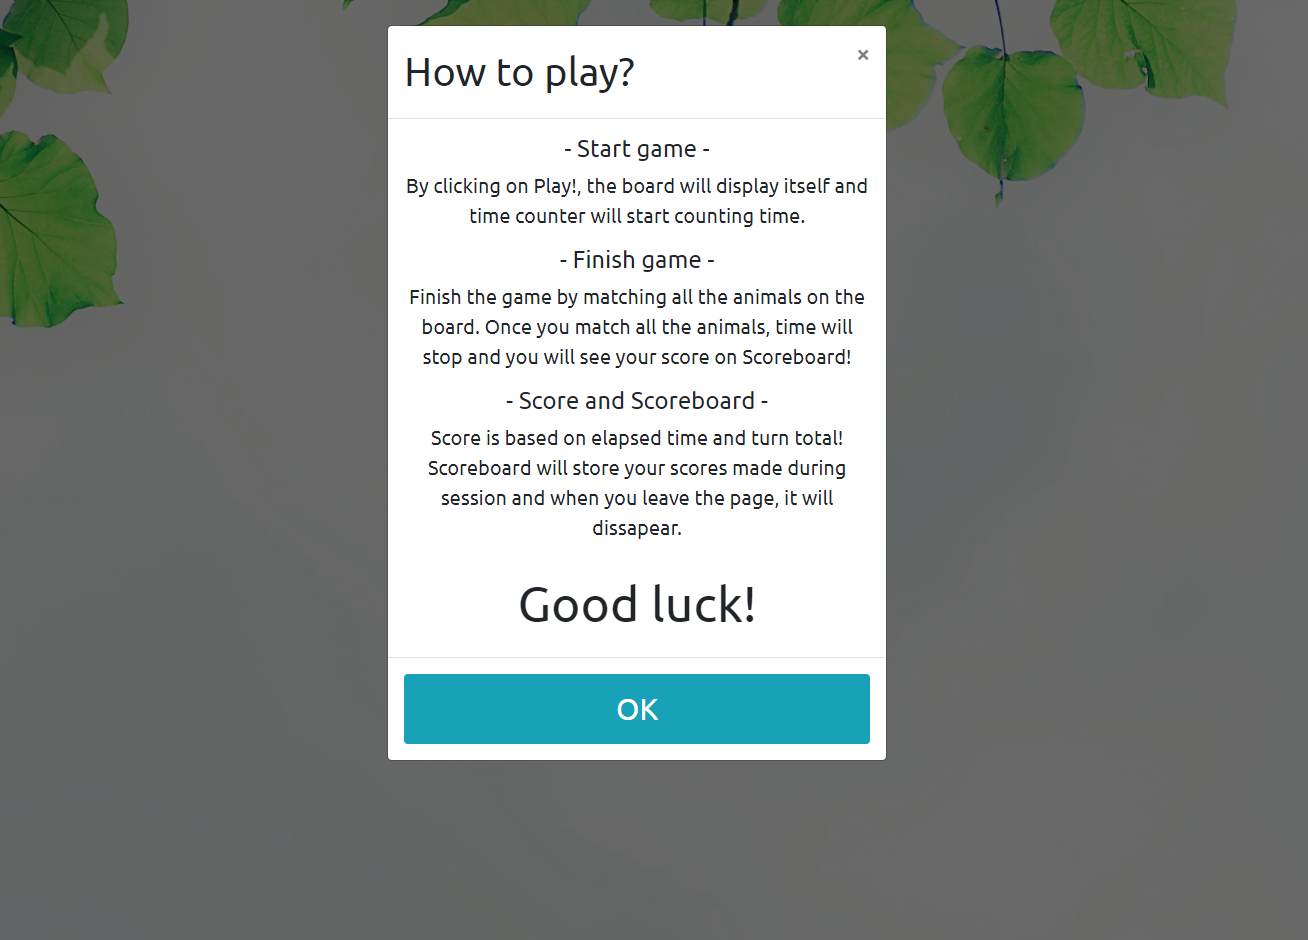 How to play?
×
- Start game -
By clicking on Play!, the board will display itself and
time counter will start counting time.
- Finish game -
Finish the game by matching all the animals on the
board. Once you match all the animals, time will
stop and you will see your score on Scoreboard!
- Score and Scoreboard -
Score is based on elapsed time and turn total!
Scoreboard will store your scores made during
session and when you leave the page, it will
dissapear.
Good luck!
OK